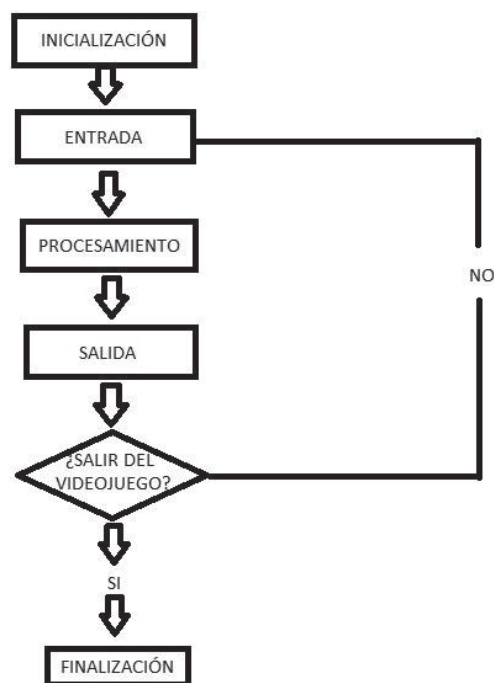 INICIALIZACIÓN
ENTRADA
PROCESAMIENTO
NO
SALIDA
¿SALIR DEL
VIDEOJUEGO?
SI
FINALIZACIÓN